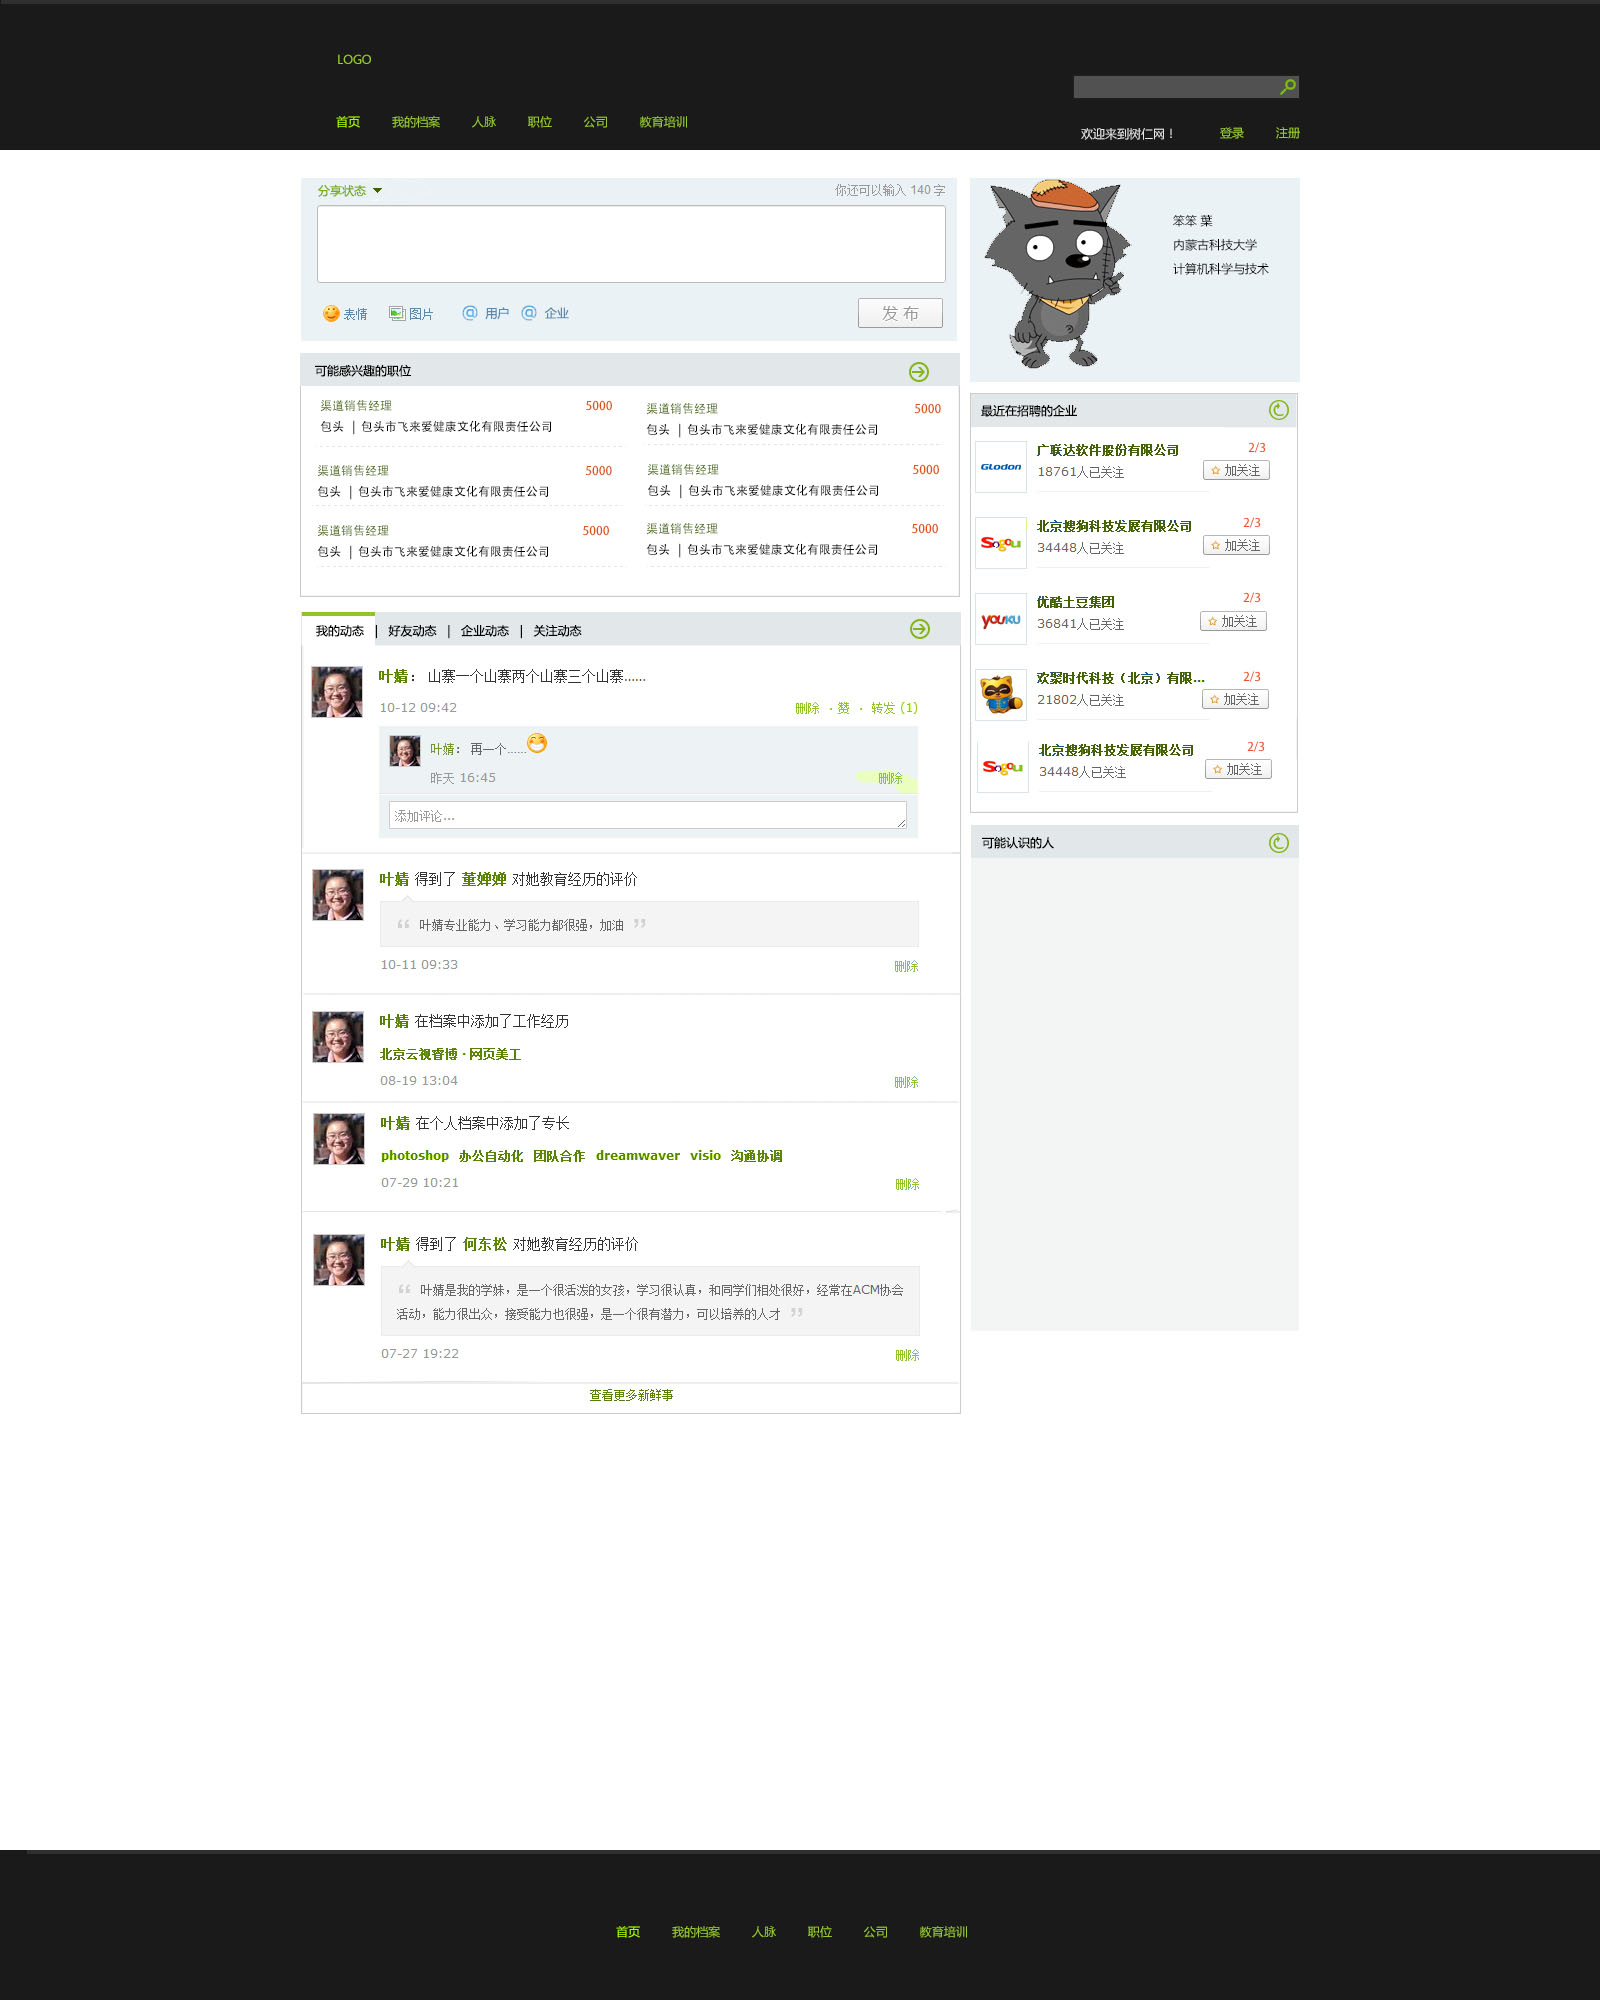 LOGO
首页 我的档案 人脉 职位 公司 教育培训
欢迎来到树仁网！ 登录 注册
分享状态 你还可以输入 140 字
表情 图片 @ 用户 @ 企业 发 布
笨笨 葉
内蒙古科技大学
计算机科学与技术
可能感兴趣的职位
渠道销售经理 5000
包头 | 包头市飞来爱健康文化有限责任公司
渠道销售经理 5000
包头 | 包头市飞来爱健康文化有限责任公司
渠道销售经理 5000
包头 | 包头市飞来爱健康文化有限责任公司
渠道销售经理 5000
包头 | 包头市飞来爱健康文化有限责任公司
渠道销售经理 5000
包头 | 包头市飞来爱健康文化有限责任公司
渠道销售经理 5000
包头 | 包头市飞来爱健康文化有限责任公司
最近在招聘的企业
GLodon
广联达软件股份有限公司 2/3
18761人已关注 加关注
Sogou
北京搜狗科技发展有限公司 2/3
34448人已关注 加关注
YOUKU
优酷土豆集团 2/3
36841人已关注 加关注
欢聚时代科技（北京）有限... 2/3
21802人已关注 加关注
Sogou
北京搜狗科技发展有限公司 2/3
34448人已关注 加关注
可能认识的人
我的动态 | 好友动态 | 企业动态 | 关注动态
叶婧： 山寨一个山寨两个山寨三个山寨......
10-12 09:42 删除 · 赞 · 转发 (1)
叶婧： 再一个......
昨天 16:45 删除
添加评论...
叶婧 得到了 董婵婵 对她教育经历的评价
“ 叶婧专业能力、学习能力都很强，加油 ”
10-11 09:33 删除
叶婧 在档案中添加了工作经历
北京云视睿博 · 网页美工
08-19 13:04 删除
叶婧 在个人档案中添加了专长
photoshop 办公自动化 团队合作 dreamwaver visio 沟通协调
07-29 10:21 删除
叶婧 得到了 何东松 对她教育经历的评价
“ 叶婧是我的学妹，是一个很活泼的女孩，学习很认真，和同学们相处很好，经常在ACM协会
活动，能力很出众，接受能力也很强，是一个很有潜力，可以培养的人才 ”
07-27 19:22 删除
查看更多新鲜事
首页 我的档案 人脉 职位 公司 教育培训